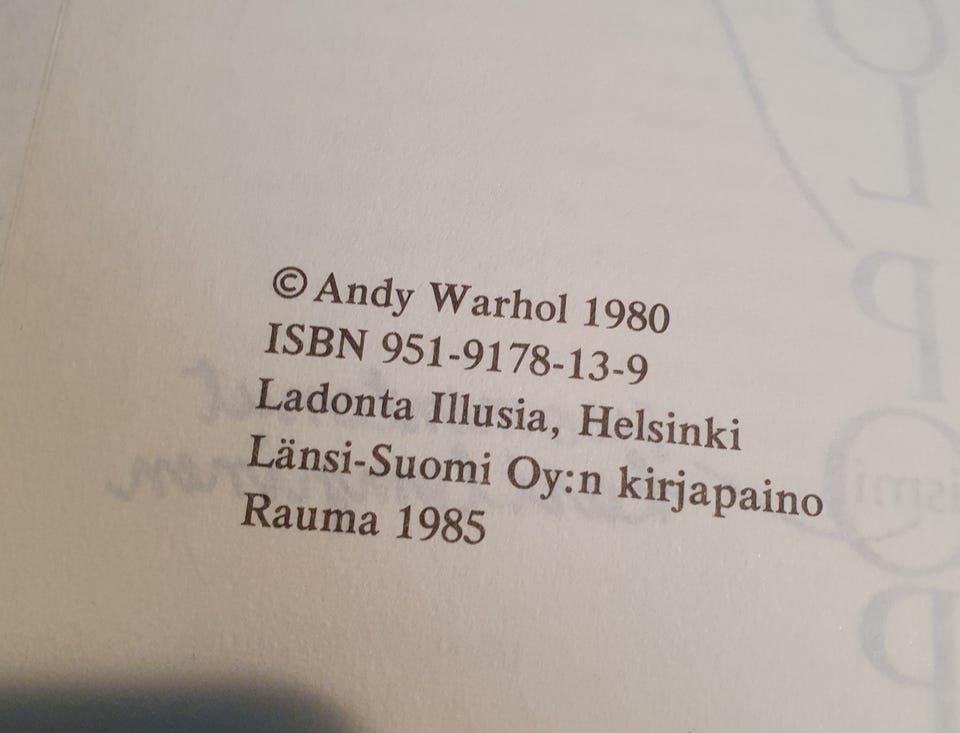 © Andy Warhol 1980
ISBN 951-9178-13-9
Ladonta Illusia, Helsinki
Länsi-Suomi Oy:n kirjapaino
Rauma 1985